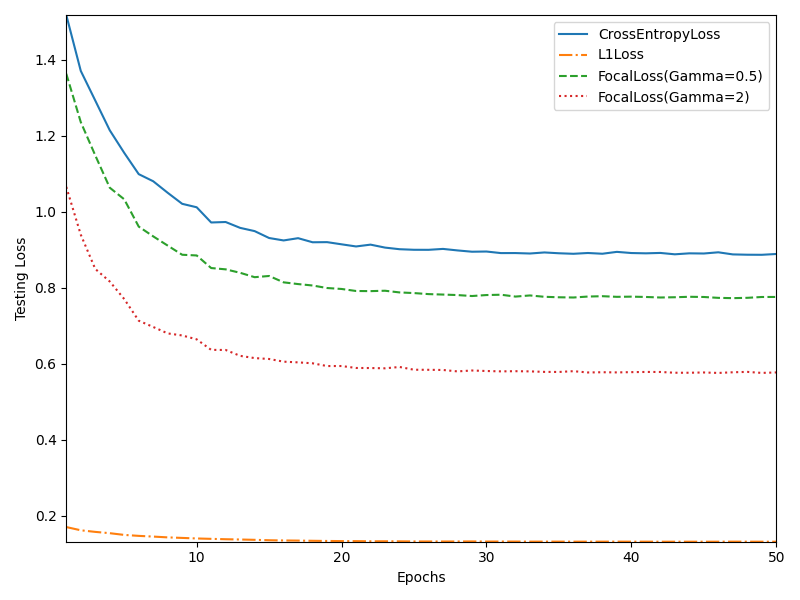 CrossEntropyLoss
L1Loss
FocalLoss(Gamma=0.5)
FocalLoss(Gamma=2)
Testing Loss
1.4
1.2
1.0
0.8
0.6
0.4
0.2
10 20 30 40 50
Epochs